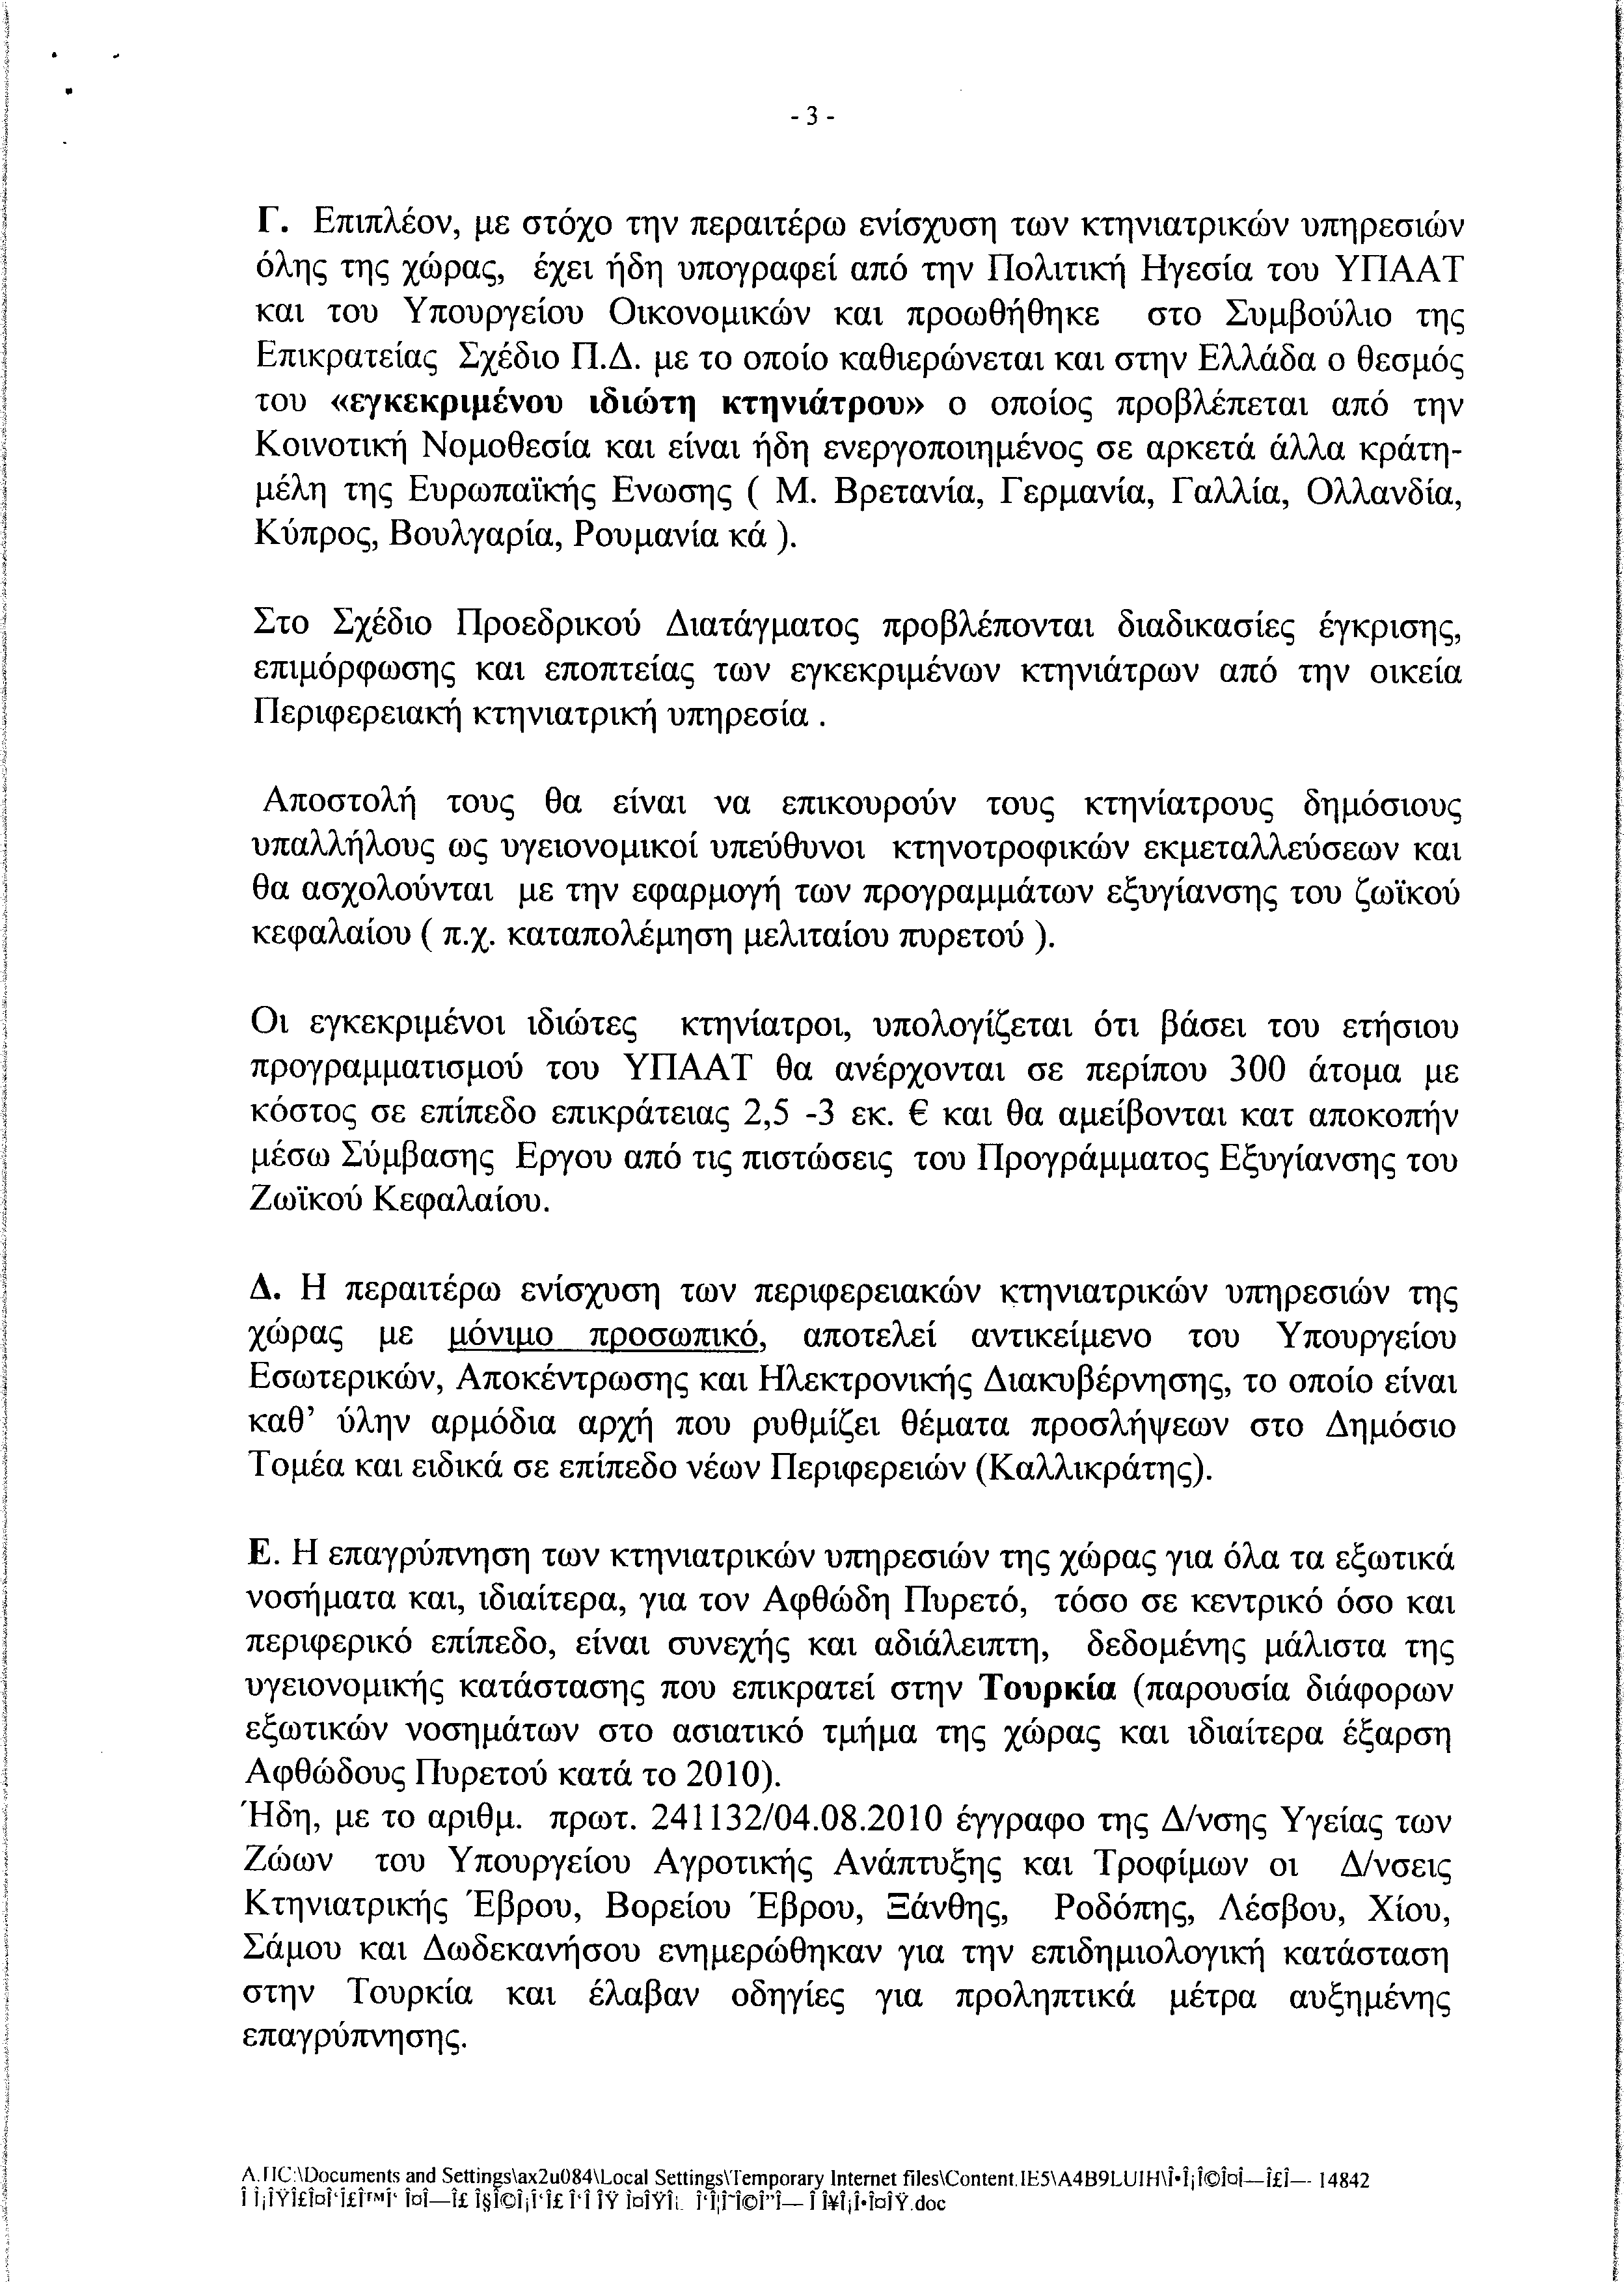 - 3 -
Γ. Επιπλέον, με στόχο την περαιτέρω ενίσχυση των κτηνιατρικών υπηρεσιών
όλης της χώρας, έχει ήδη υπογραφεί από την Πολιτική Ηγεσία του ΥΠΑΑΤ
και του Υπουργείου Οικονομικών και προωθήθηκε στο Συμβούλιο της
Επικρατείας Σχέδιο Π.Δ. με το οποίο καθιερώνεται και στην Ελλάδα ο θεσμός
του «εγκεκριμένου ιδιώτη κτηνιάτρου» ο οποίος προβλέπεται από την
Κοινοτική Νομοθεσία και είναι ήδη ενεργοποιημένος σε αρκετά άλλα κράτη-
μέλη της Ευρωπαϊκής Ενωσης ( Μ. Βρετανία, Γερμανία, Γαλλία, Ολλανδία,
Κύπρος, Βουλγαρία, Ρουμανία κά ).
Στο Σχέδιο Προεδρικού Διατάγματος προβλέπονται διαδικασίες έγκρισης,
επιμόρφωσης και εποπτείας των εγκεκριμένων κτηνιάτρων από την οικεία
Περιφερειακή κτηνιατρική υπηρεσία .
Αποστολή τους θα είναι να επικουρούν τους κτηνίατρους δημόσιους
υπαλλήλους ως υγειονομικοί υπεύθυνοι κτηνοτροφικών εκμεταλλεύσεων και
θα ασχολούνται με την εφαρμογή των προγραμμάτων εξυγίανσης του ζωϊκού
κεφαλαίου ( π.χ. καταπολέμηση μελιταίου πυρετού ).
Οι εγκεκριμένοι ιδιώτες κτηνίατροι, υπολογίζεται ότι βάσει του ετήσιου
προγραμματισμού του ΥΠΑΑΤ θα ανέρχονται σε περίπου 300 άτομα με
κόστος σε επίπεδο επικράτειας 2,5 -3 εκ. € και θα αμείβονται κατ αποκοπήν
μέσω Σύμβασης Εργου από τις πιστώσεις του Προγράμματος Εξυγίανσης του
Ζωϊκού Κεφαλαίου.
Δ. Η περαιτέρω ενίσχυση των περιφερειακών κτηνιατρικών υπηρεσιών της
χώρας με μόνιμο προσωπικό, αποτελεί αντικείμενο του Υπουργείου
Εσωτερικών, Αποκέντρωσης και Ηλεκτρονικής Διακυβέρνησης, το οποίο είναι
καθ’ ύλην αρμόδια αρχή που ρυθμίζει θέματα προσλήψεων στο Δημόσιο
Τομέα και ειδικά σε επίπεδο νέων Περιφερειών (Καλλικράτης).
Ε. Η επαγρύπνηση των κτηνιατρικών υπηρεσιών της χώρας για όλα τα εξωτικά
νοσήματα και, ιδιαίτερα, για τον Αφθώδη Πυρετό, τόσο σε κεντρικό όσο και
περιφερικό επίπεδο, είναι συνεχής και αδιάλειπτη, δεδομένης μάλιστα της
υγειονομικής κατάστασης που επικρατεί στην Τουρκία (παρουσία διάφορων
εξωτικών νοσημάτων στο ασιατικό τμήμα της χώρας και ιδιαίτερα έξαρση
Αφθώδους Πυρετού κατά το 2010).
Ήδη, με το αριθμ. πρωτ. 241132/04.08.2010 έγγραφο της Δ/νσης Υγείας των
Ζώων του Υπουργείου Αγροτικής Ανάπτυξης και Τροφίμων οι Δ/νσεις
Κτηνιατρικής Έβρου, Βορείου Έβρου, Ξάνθης, Ροδόπης, Λέσβου, Χίου,
Σάμου και Δωδεκανήσου ενημερώθηκαν για την επιδημιολογική κατάσταση
στην Τουρκία και έλαβαν οδηγίες για προληπτικά μέτρα αυξημένης
επαγρύπνησης.
Λ.ΠC:\Documents and Settings\ax2u084\Local Settings\Temporary Internet files\Content.IE5\A4B9LUIH\ 14842
.doc